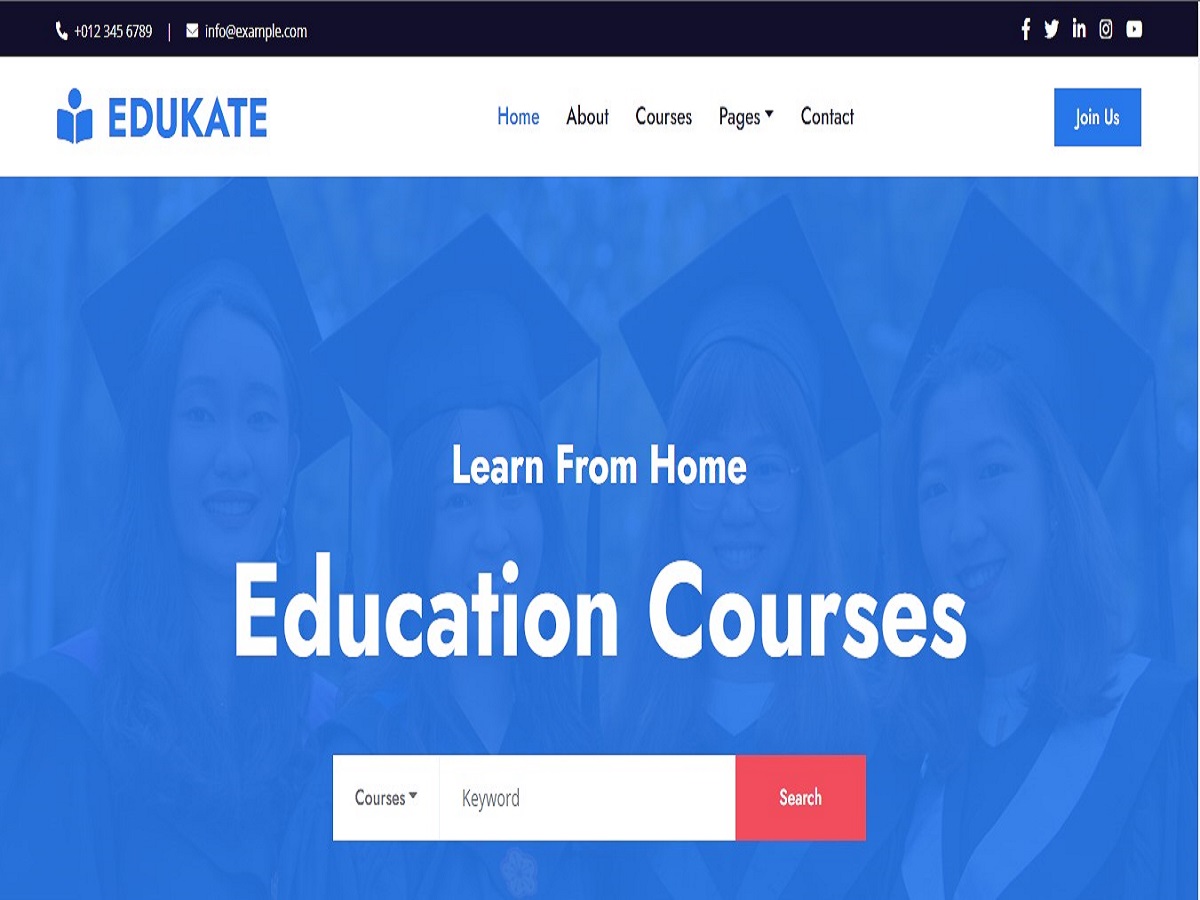 +012 345 6789 | info@example.com
EDUKATE
Home About Courses Pages Contact
Join Us
Learn From Home
Education Courses
Courses Keyword Search